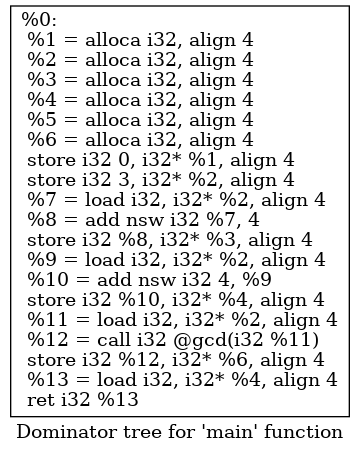 %0:
%1 = alloca i32, align 4
%2 = alloca i32, align 4
%3 = alloca i32, align 4
%4 = alloca i32, align 4
%5 = alloca i32, align 4
%6 = alloca i32, align 4
store i32 0, i32* %1, align 4
store i32 3, i32* %2, align 4
%7 = load i32, i32* %2, align 4
%8 = add nsw i32 %7, 4
store i32 %8, i32* %3, align 4
%9 = load i32, i32* %2, align 4
%10 = add nsw i32 4, %9
store i32 %10, i32* %4, align 4
%11 = load i32, i32* %2, align 4
%12 = call i32 @gcd(i32 %11)
store i32 %12, i32* %6, align 4
%13 = load i32, i32* %4, align 4
ret i32 %13
Dominator tree for 'main' function